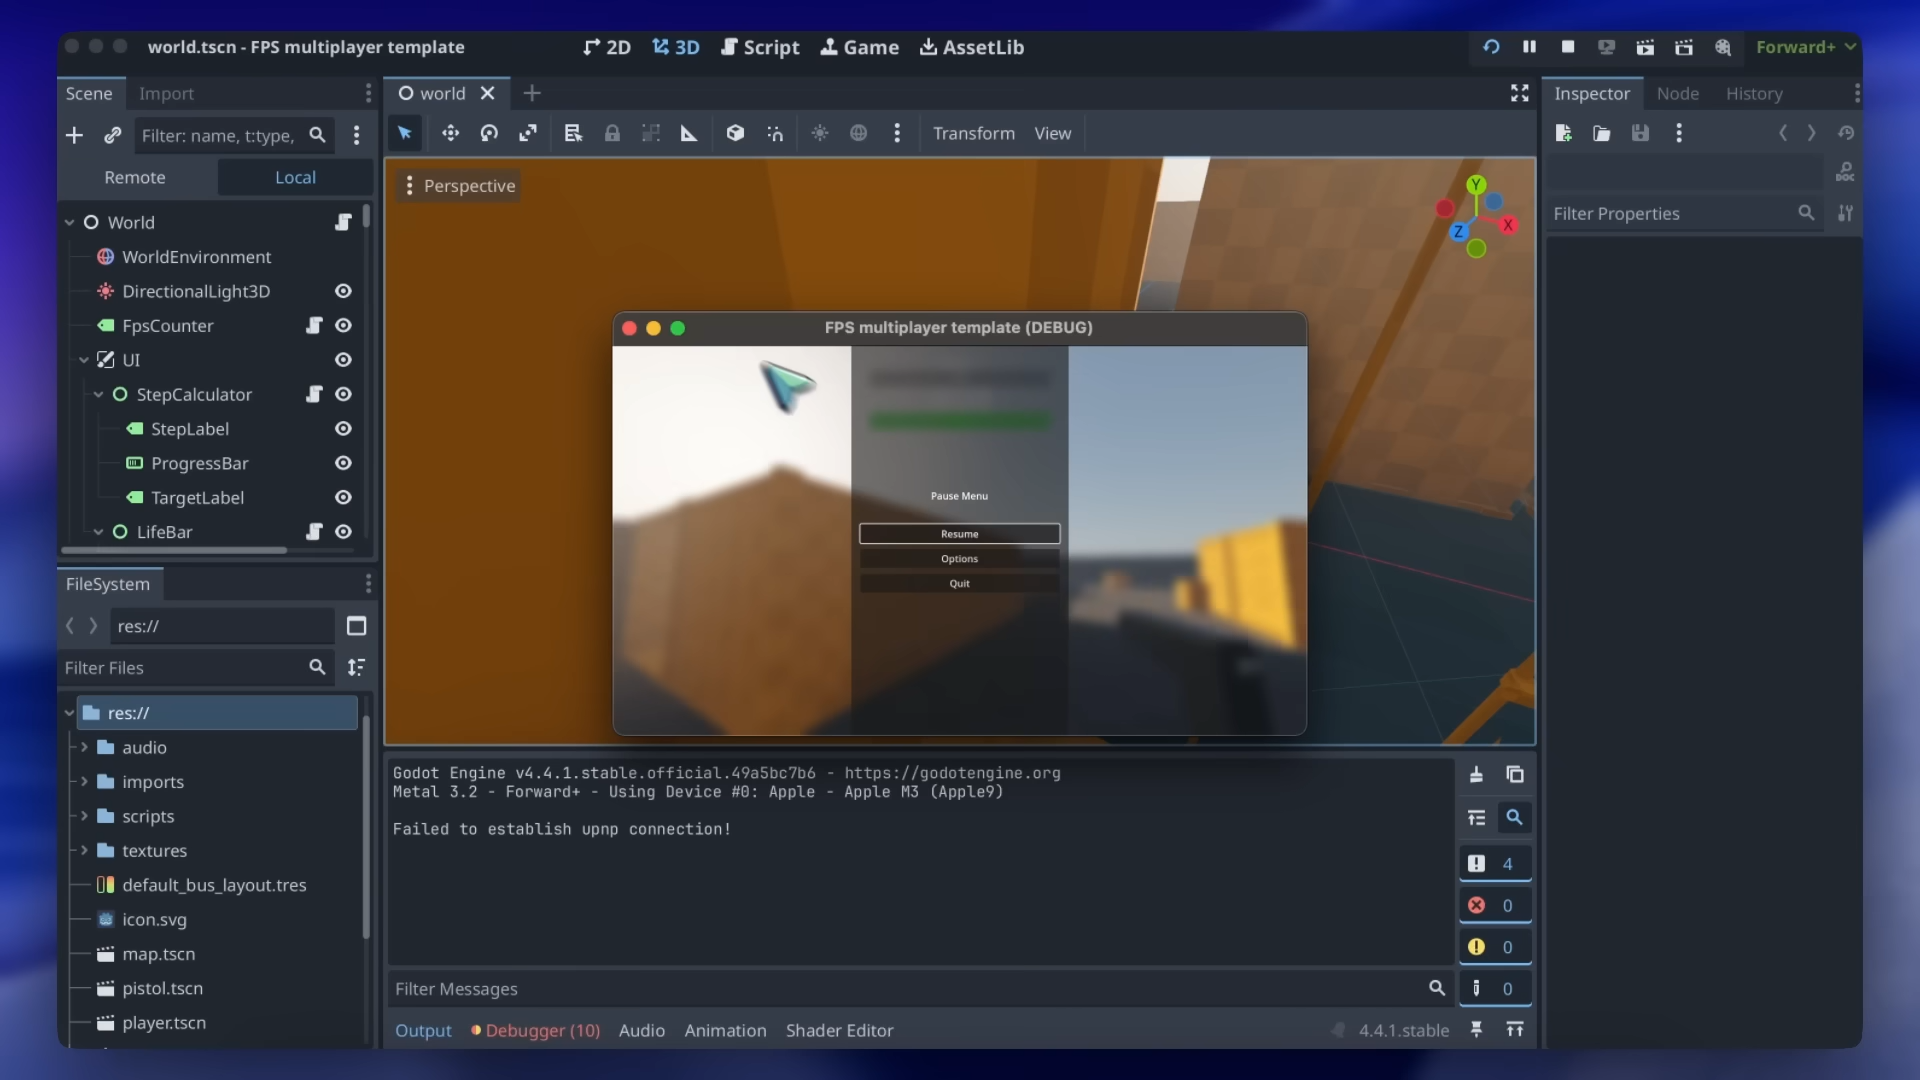 world.tscn - FPS multiplayer template
2D 3D Script Game AssetLib
Forward+
Scene Import
world
Inspector Node History
Filter: name, t:type,
Transform View
Remote Local
Perspective
Y
X
Z
DOC
Filter Properties
World
WorldEnvironment
DirectionalLight3D
FpsCounter
UI
StepCalculator
StepLabel
ProgressBar
TargetLabel
LifeBar
FPS multiplayer template (DEBUG)
Pause Menu
Resume
Options
Quit
FileSystem
res://
Filter Files
res://
audio
imports
scripts
textures
default_bus_layout.tres
icon.svg
map.tscn
pistol.tscn
player.tscn
Godot Engine v4.4.1.stable.official.49a5bc7b6 - https://godotengine.org
Metal 3.2 - Forward+ - Using Device #0: Apple - Apple M3 (Apple9)
Failed to establish upnp connection!
4
0
0
0
Filter Messages
Output Debugger (10) Audio Animation Shader Editor
4.4.1.stable